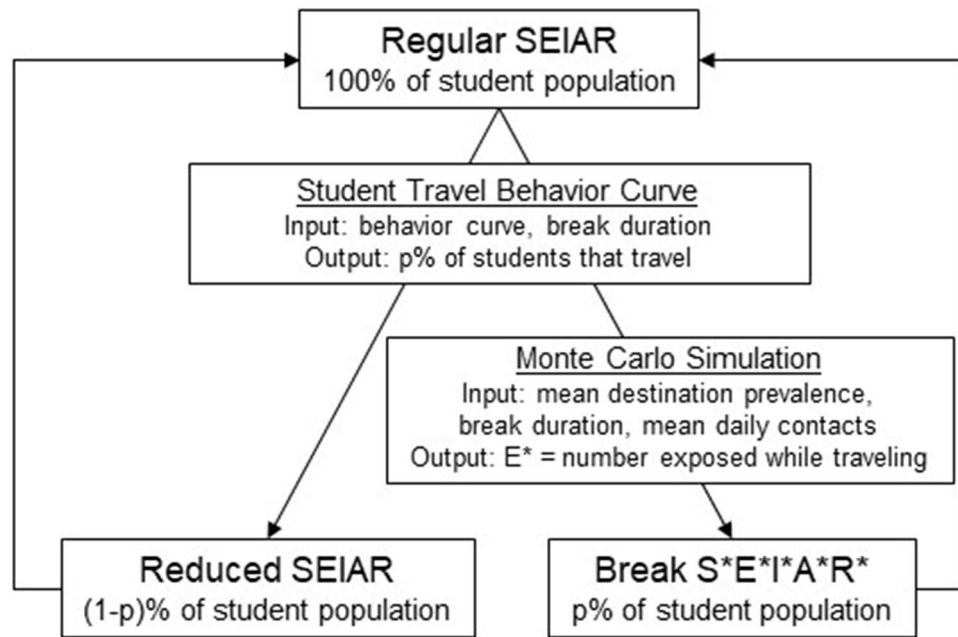 Regular SEIAR
100% of student population
Student Travel Behavior Curve
Input: behavior curve, break duration
Output: p% of students that travel
Monte Carlo Simulation
Input: mean destination prevalence,
break duration, mean daily contacts
Output: E* = number exposed while traveling
Reduced SEIAR
(1-p)% of student population
Break S*E*I*A*R*
p% of student population